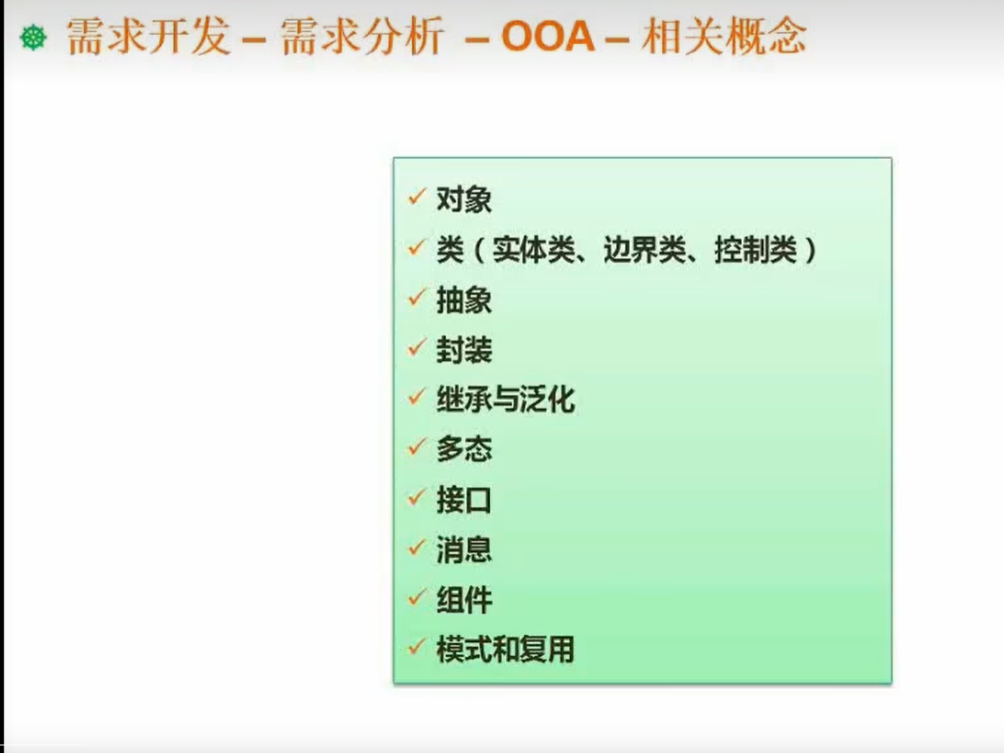 需求开发 – 需求分析 – OOA – 相关概念
✓ 对象
✓ 类（实体类、边界类、控制类）
✓ 抽象
✓ 封装
✓ 继承与泛化
✓ 多态
✓ 接口
✓ 消息
✓ 组件
✓ 模式和复用